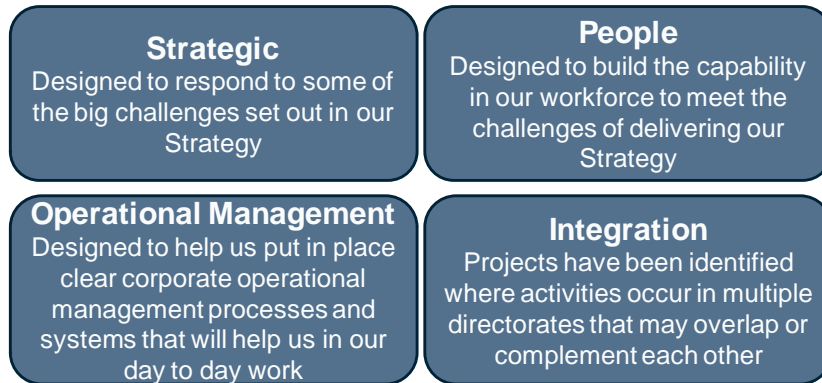 Strategic
Designed to respond to some of
the big challenges set out in our
Strategy
People
Designed to build the capability
in our workforce to meet the
challenges of delivering our
Strategy
Operational Management
Designed to help us put in place
clear corporate operational
management processes and
systems that will help us in our
day to day work
Integration
Projects have been identified
where activities occur in multiple
directorates that may overlap or
complement each other